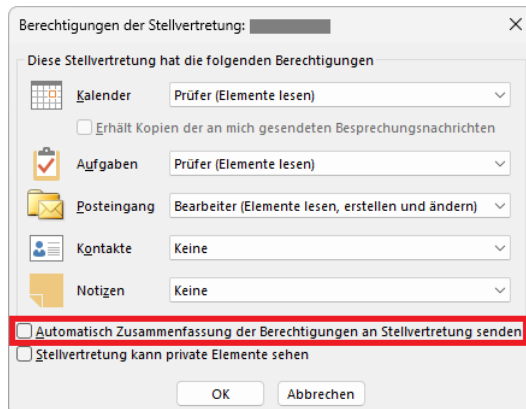 Berechtigungen der Stellvertretung:
Diese Stellvertretung hat die folgenden Berechtigungen
Kalender Prüfer (Elemente lesen)
Erhält Kopien der an mich gesendeten Besprechungsnachrichten
Aufgaben Prüfer (Elemente lesen)
Posteingang Bearbeiter (Elemente lesen, erstellen und ändern)
Kontakte Keine
Notizen Keine
Automatisch Zusammenfassung der Berechtigungen an Stellvertretung senden
Stellvertretung kann private Elemente sehen
OK Abbrechen